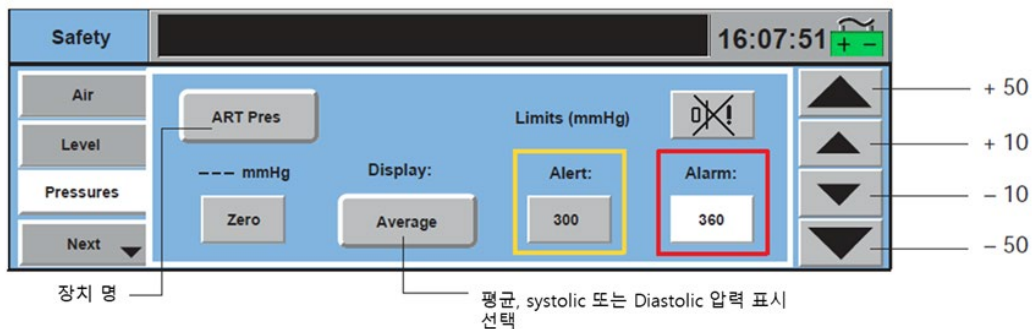 Safety
16:07:51
+ −
Air
Level
Pressures
Next
ART Pres
Limits (mmHg)
--- mmHg
Display:
Alert:
Alarm:
Zero
Average
300
360
+ 50
+ 10
− 10
− 50
장치 명
평균, systolic 또는 Diastolic 압력 표시
선택